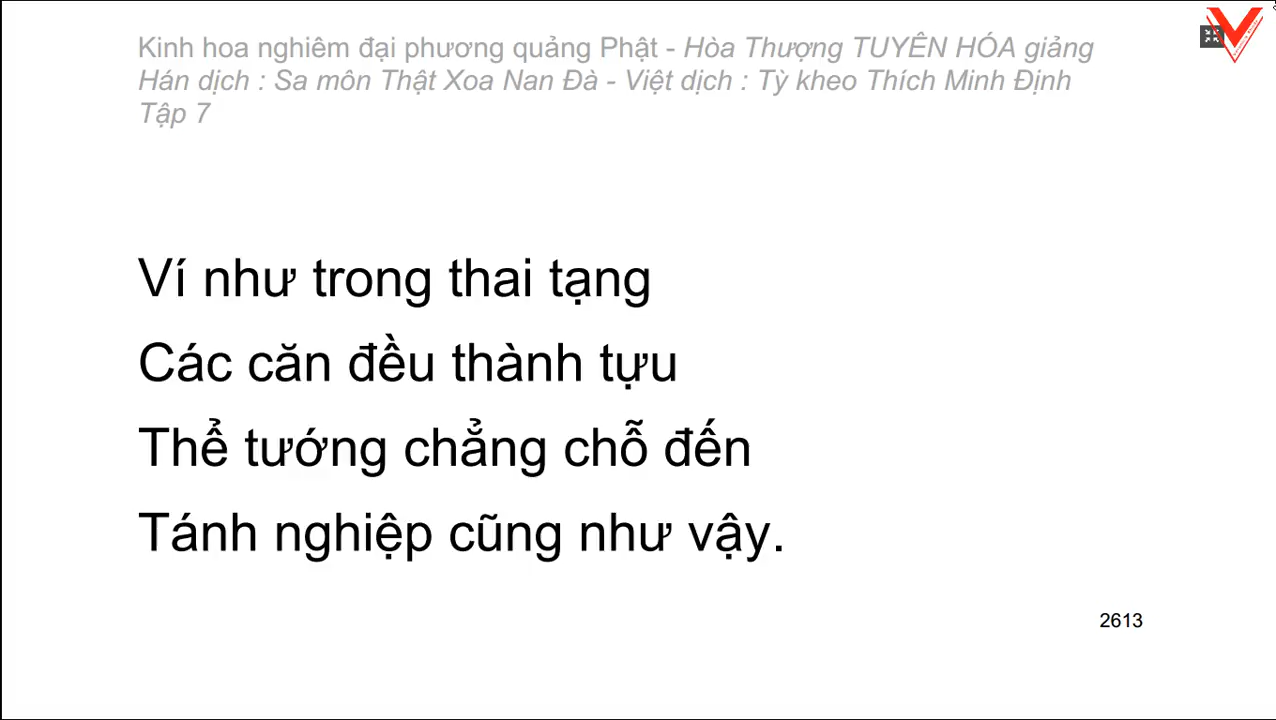 Kinh hoa nghiêm đại phương quảng Phật - Hòa Thượng TUYÊN HÓA giảng
Hán dịch : Sa môn Thật Xoa Nan Đà - Việt dịch : Tỳ kheo Thích Minh Định
Tập 7
Ví như trong thai tạng
Các căn đều thành tựu
Thể tướng chẳng chỗ đến
Tánh nghiệp cũng như vậy.
2613